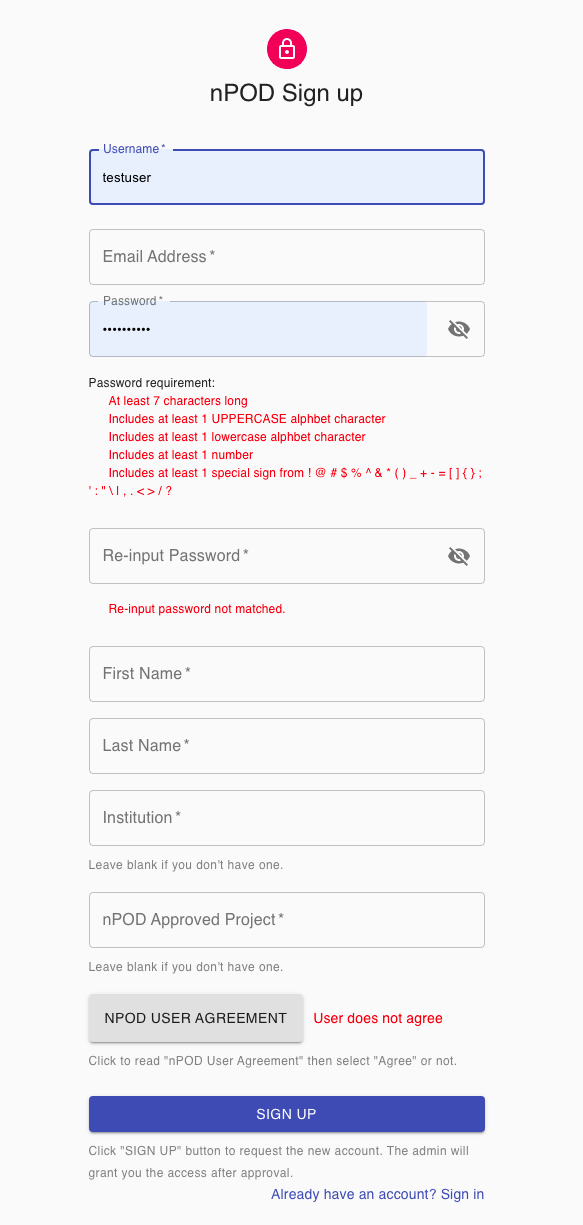 nPOD Sign up
Username *
testuser
Email Address *
Password *
••••••••••
Password requirement:
At least 7 characters long
Includes at least 1 UPPERCASE alphbet character
Includes at least 1 lowercase alphbet character
Includes at least 1 number
Includes at least 1 special sign from ! @ # $ % ^ & * ( ) _ + - = [ ] { } ;
' : " \ | , . < > / ?
Re-input Password *
Re-input password not matched.
First Name *
Last Name *
Institution *
Leave blank if you don't have one.
nPOD Approved Project *
Leave blank if you don't have one.
NPOD USER AGREEMENT User does not agree
Click to read "nPOD User Agreement" then select "Agree" or not.
SIGN UP
Click "SIGN UP" button to request the new account. The admin will
grant you the access after approval.
Already have an account? Sign in